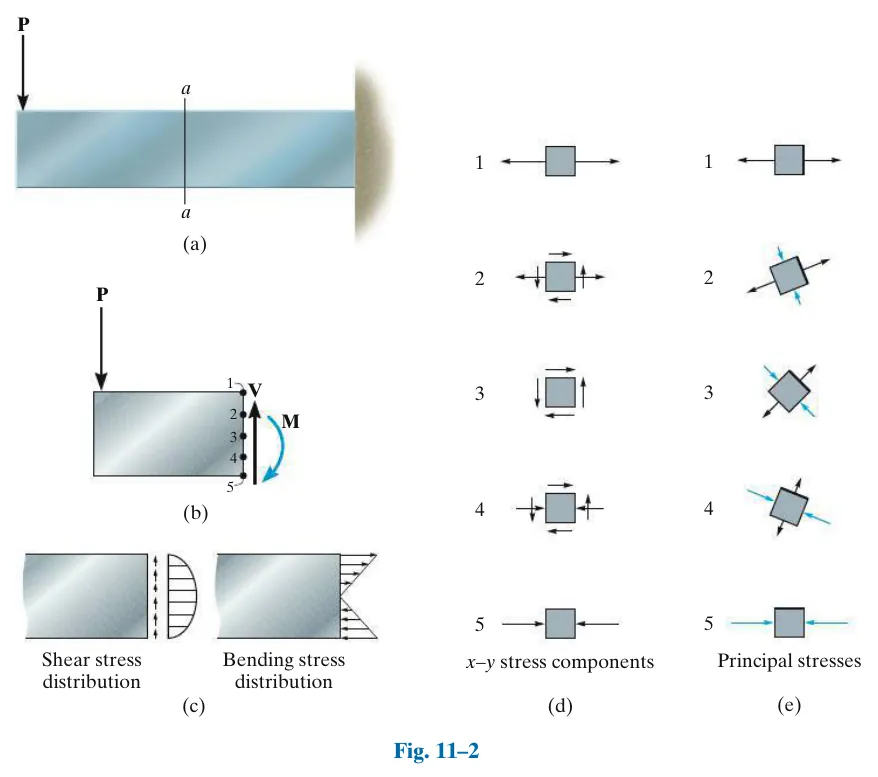 P
a
a
(a)
P
1
V
2
M
3
4
5
(b)
Shear stress
distribution
Bending stress
distribution
(c)
1
2
3
4
5
x–y stress components
(d)
1
2
3
4
5
Principal stresses
(e)
Fig. 11–2